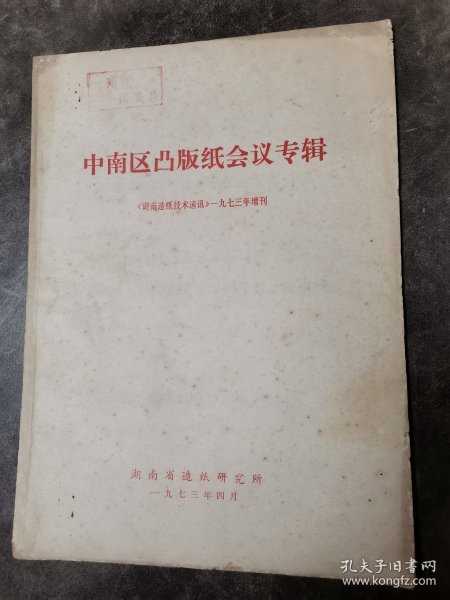 中南区凸版纸会议专辑
《湖南造纸技术通讯》一九七三年增刊
湖南省造纸研究所
一九七三年四月
孔夫子旧书网
www.kongfz.com